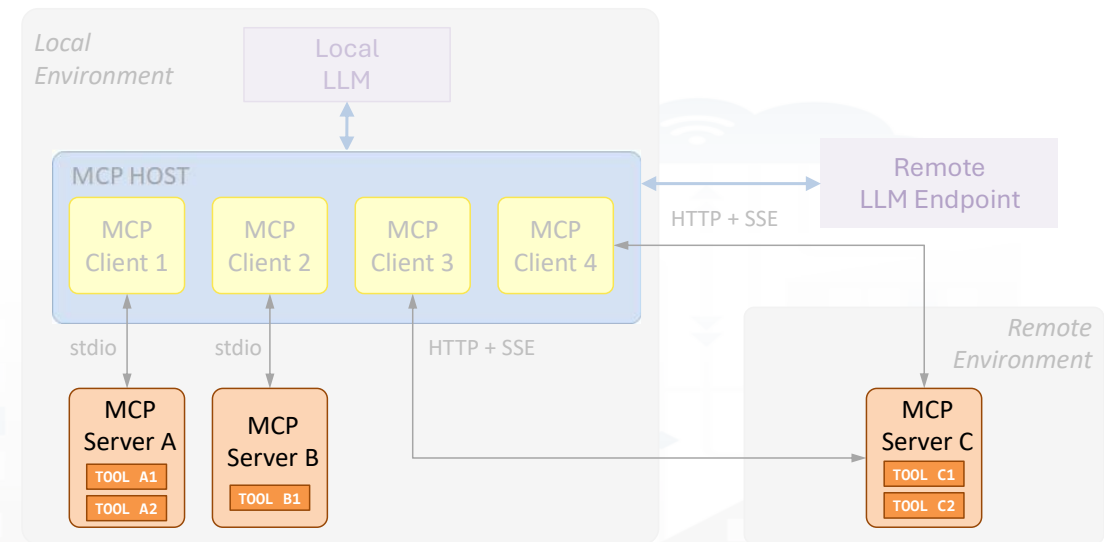 Local
Environment
Local
LLM
MCP HOST
MCP
Client 1
MCP
Client 2
MCP
Client 3
MCP
Client 4
Remote
LLM Endpoint
HTTP + SSE
stdio
stdio
HTTP + SSE
Remote
Environment
MCP
Server A
TOOL A1
TOOL A2
MCP
Server B
TOOL B1
MCP
Server C
TOOL C1
TOOL C2